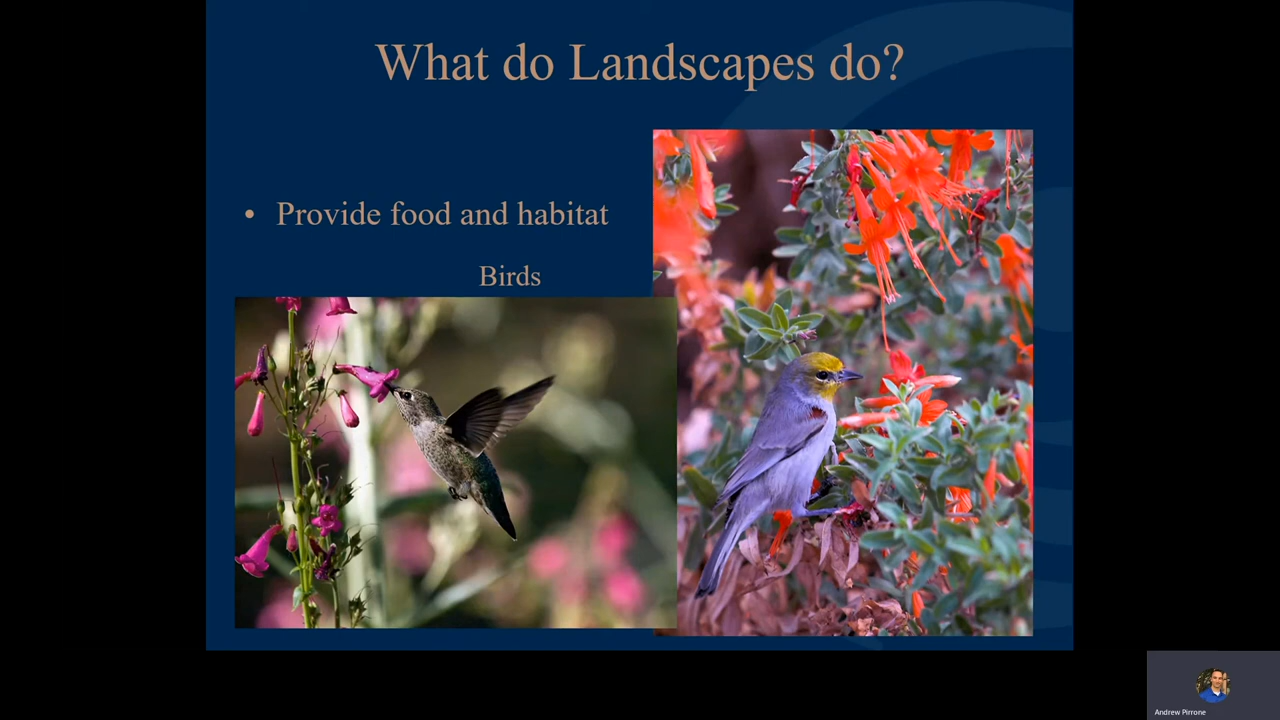 What do Landscapes do?
• Provide food and habitat
Birds
Andrew Pirrone